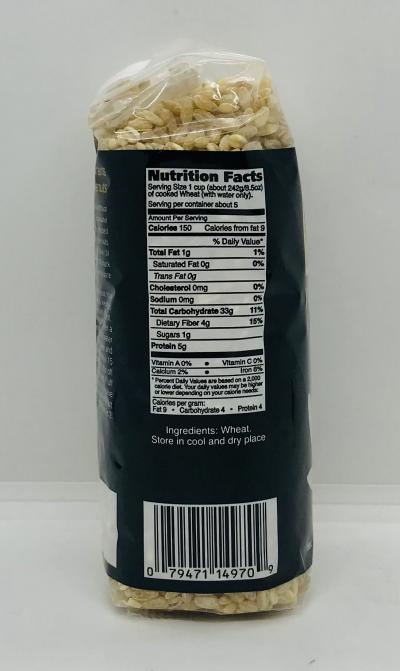 Nutrition Facts
Serving Size 1 cup (about 242g/8.5oz)
of cooked Wheat (with water only).
Serving per container about 5
Amount Per Serving
Calories 150 Calories from fat 9
% Daily Value*
Total Fat 1g 1%
Saturated Fat 0g 0%
Trans Fat 0g
Cholesterol 0mg 0%
Sodium 0mg 0%
Total Carbohydrate 33g 11%
Dietary Fiber 4g 15%
Sugars 1g
Protein 5g
Vitamin A 0% • Vitamin C 0%
Calcium 2% • Iron 6%
* Percent Daily Values are based on a 2,000
calorie diet. Your daily values may be higher
or lower depending on your calorie needs:
Calories per gram:
Fat 9 • Carbohydrate 4 • Protein 4
Ingredients: Wheat.
Store in cool and dry place
0 79471 14970 9